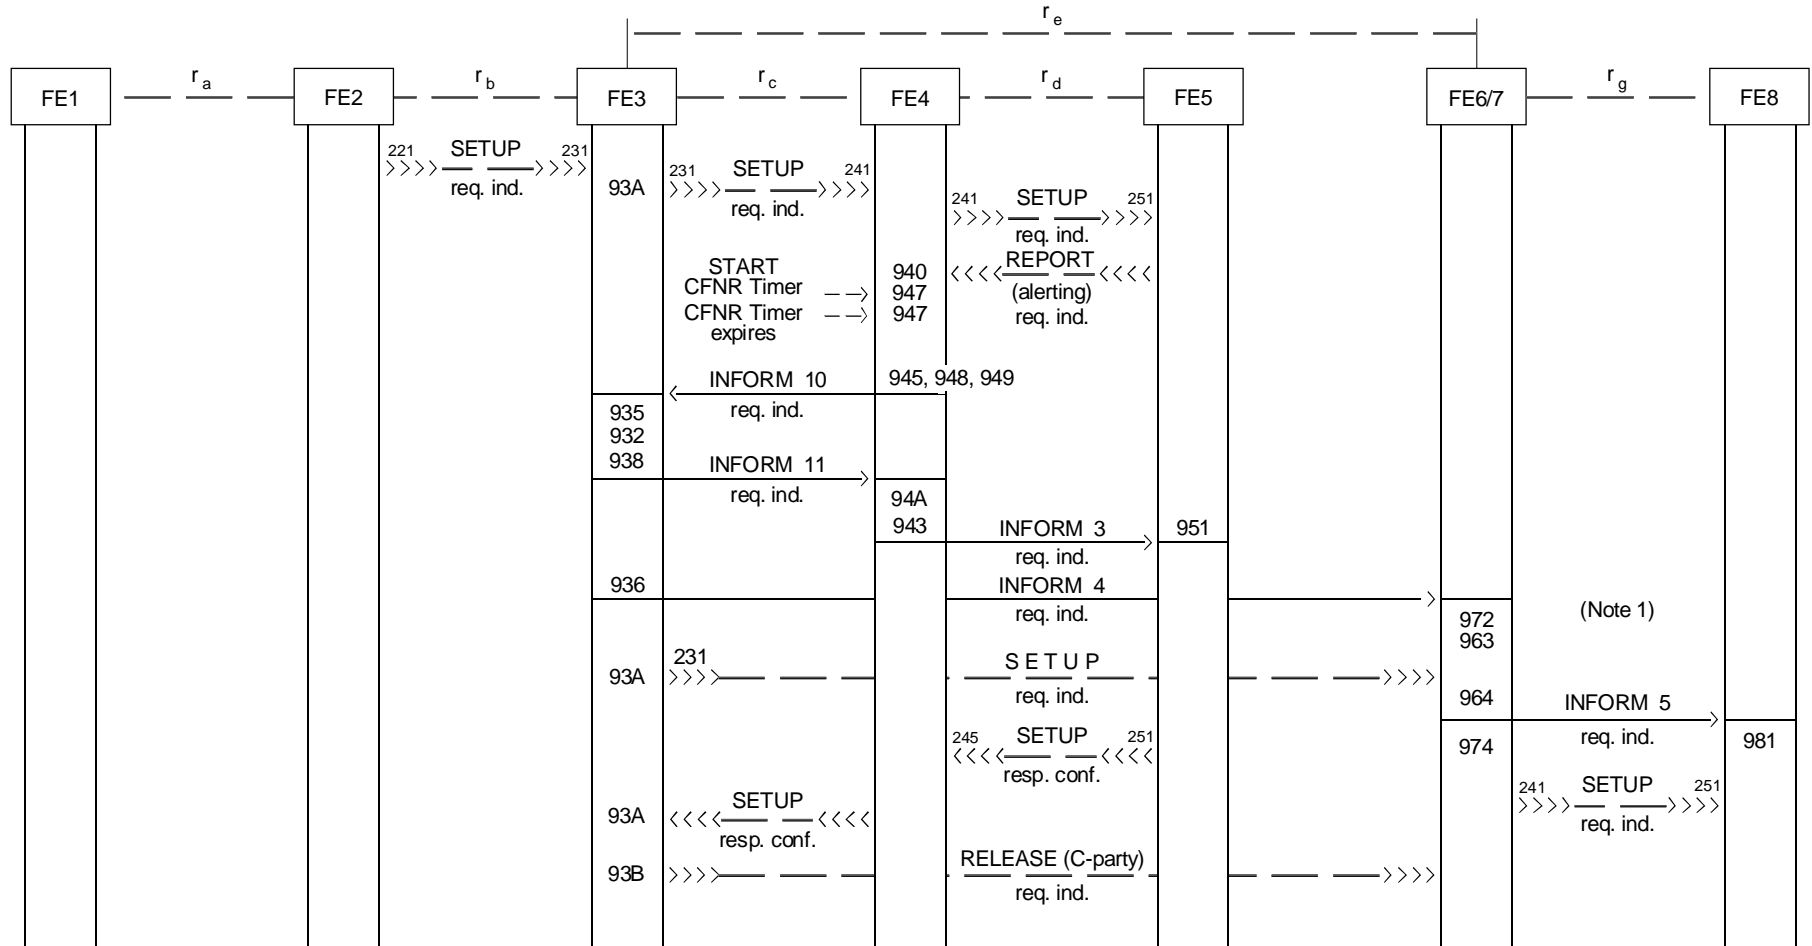 r e
r a
r b
r c
r d
r g
FE1
FE2
FE3
FE4
FE5
FE6/7
FE8
221 SETUP 231
req. ind.
93A
231 SETUP 241
req. ind.
241 SETUP 251
req. ind.
START
CFNR Timer
940
947
REPORT
(alerting)
req. ind.
CFNR Timer
expires
947
INFORM 10
req. ind.
945, 948, 949
935
932
938
INFORM 11
req. ind.
94A
943
INFORM 3
req. ind.
951
936
INFORM 4
req. ind.
972
963
(Note 1)
93A
231
SETUP
req. ind.
964
INFORM 5
req. ind.
974
981
245 SETUP 251
resp. conf.
241 SETUP 251
req. ind.
93A
SETUP
resp. conf.
93B
RELEASE (C-party)
req. ind.